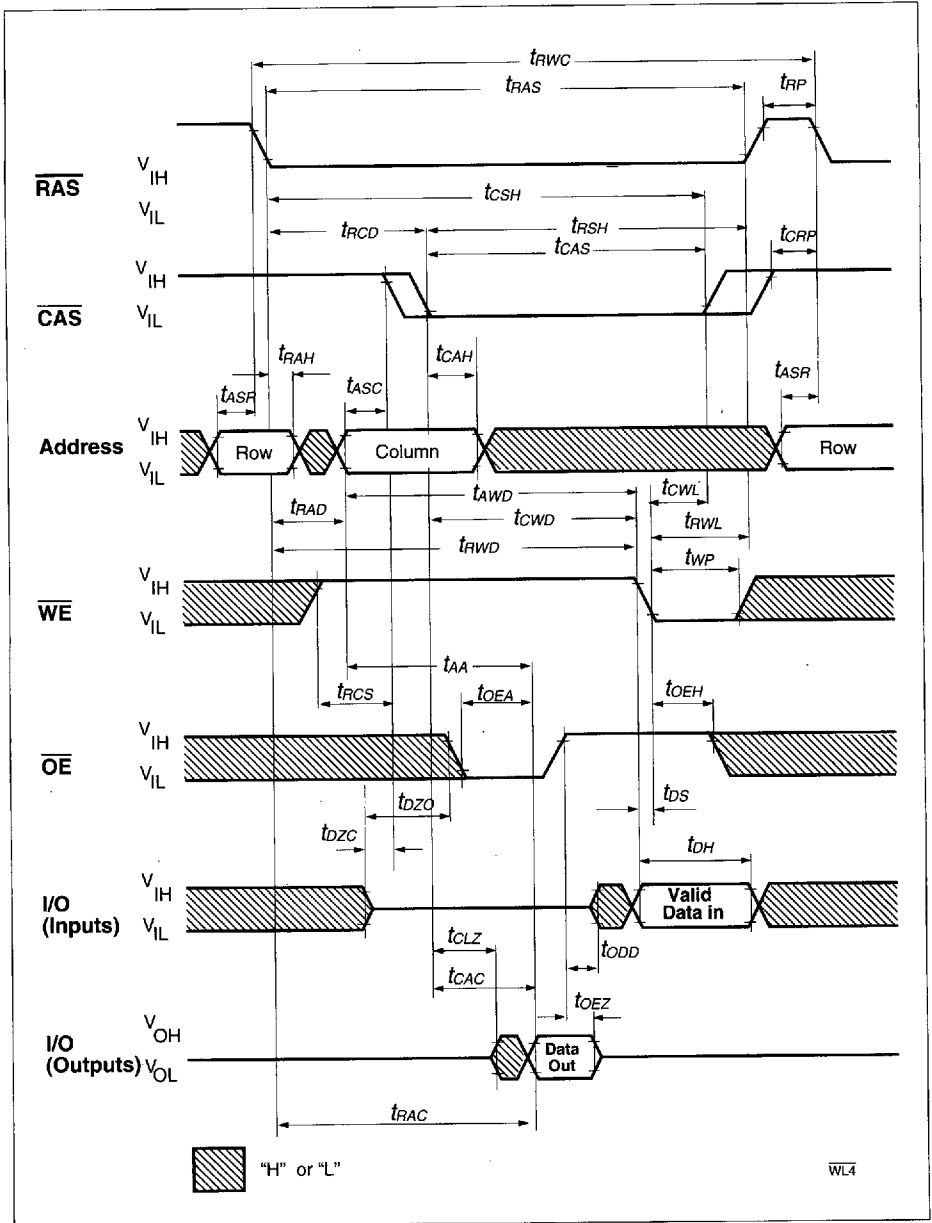 tRWC
tRAS
tRP
RAS
VIH
VIL
tCSH
tRCD
tRSH
tCAS
tCRP
CAS
VIH
VIL
tRAH
tASR
tASC
tCAH
tASR
Address
VIH
VIL
Row
Column
Row
tRAD
tAWD
tCWD
tRWD
tCWL
tRWL
tWP
WE
VIH
VIL
tAA
tRCS
tOEA
tOEH
OE
VIH
VIL
tDZO
tDZC
tDS
tDH
I/O
(Inputs)
VIH
VIL
Valid
Data in
tCLZ
tCAC
tODD
tOEZ
I/O
(Outputs)
VOH
VOL
Data
Out
tRAC
"H" or "L"
WL4